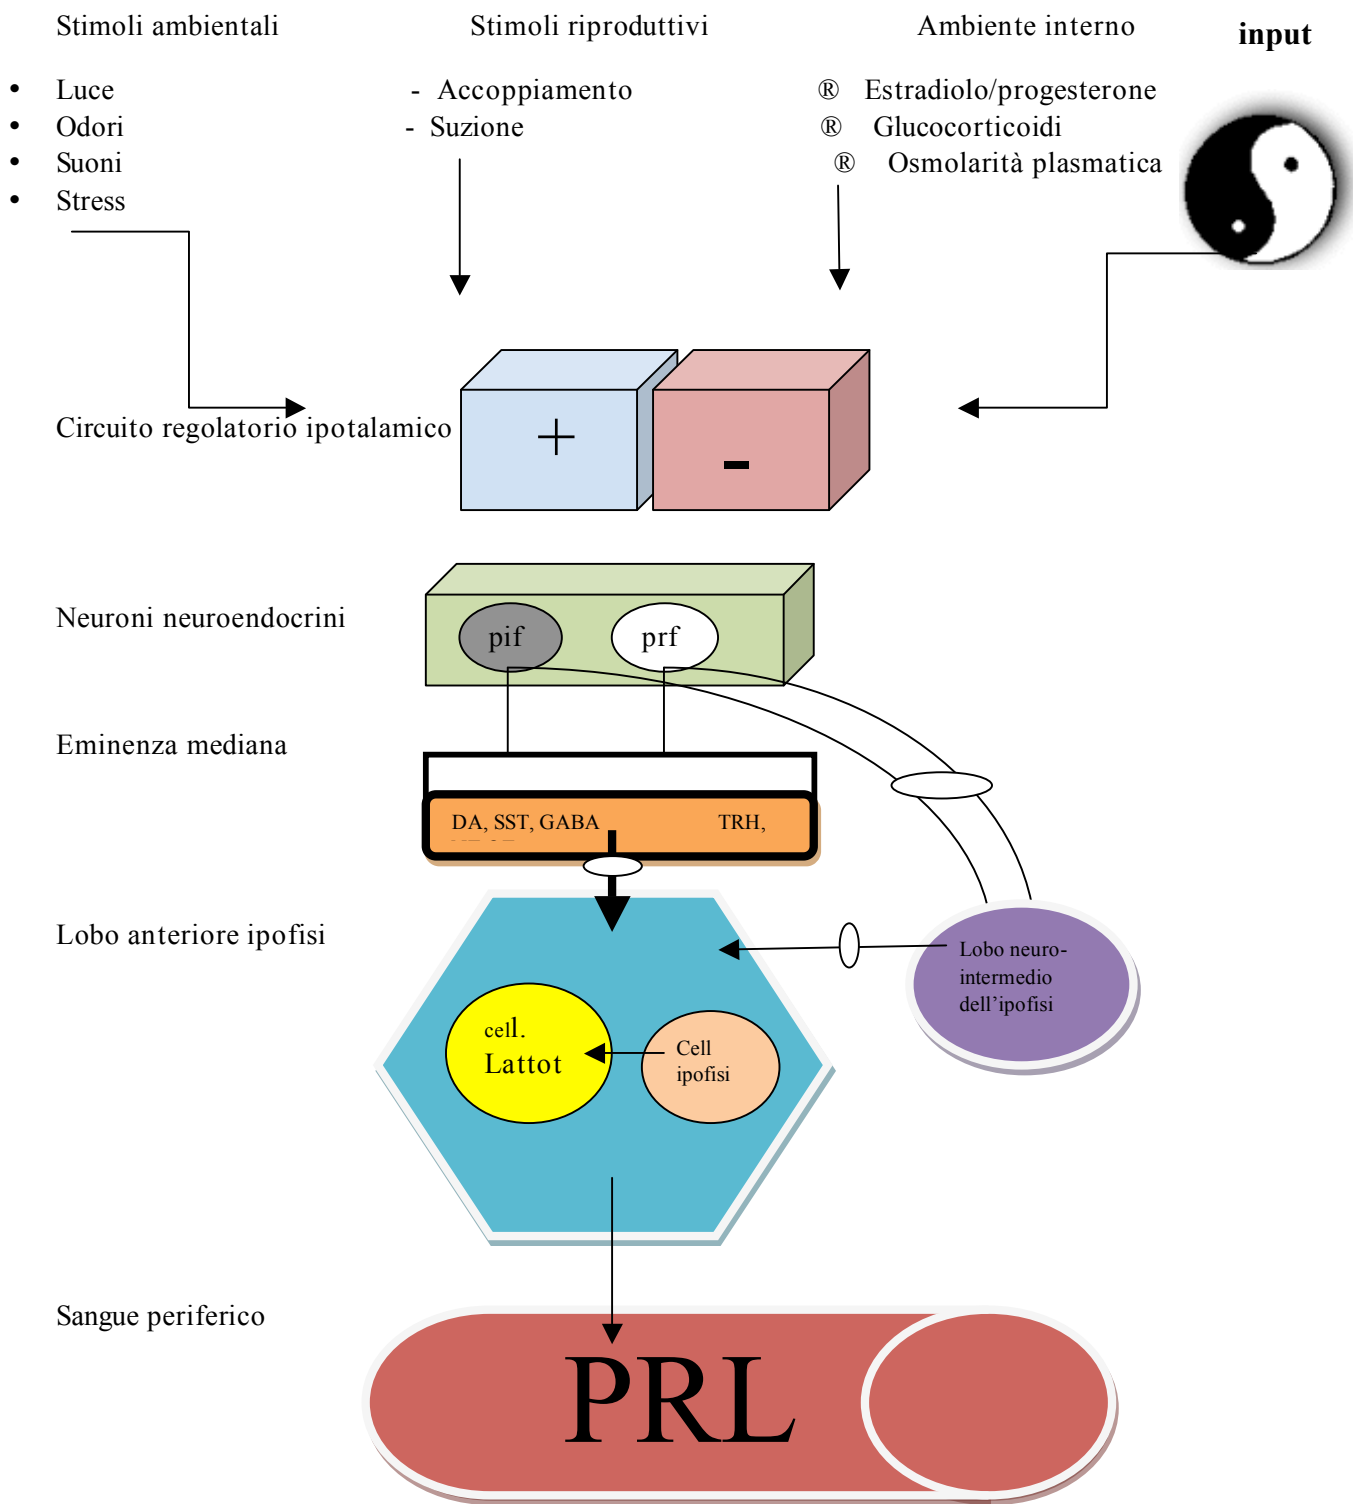 Stimoli ambientali
Stimoli riproduttivi
Ambiente interno
input
• Luce
• Odori
• Suoni
• Stress
- Accoppiamento
- Suzione
® Estradiolo/progesterone
® Glucocorticoidi
® Osmolarità plasmatica
Circuito regolatorio ipotalamico
+
-
Neuroni neuroendocrini
pif
prf
Eminenza mediana
DA, SST, GABA TRH,
Lobo anteriore ipofisi
Lobo neuro-
intermedio
dell’ipofisi
cell.
Lattot
Cell
ipofisi
Sangue periferico
PRL